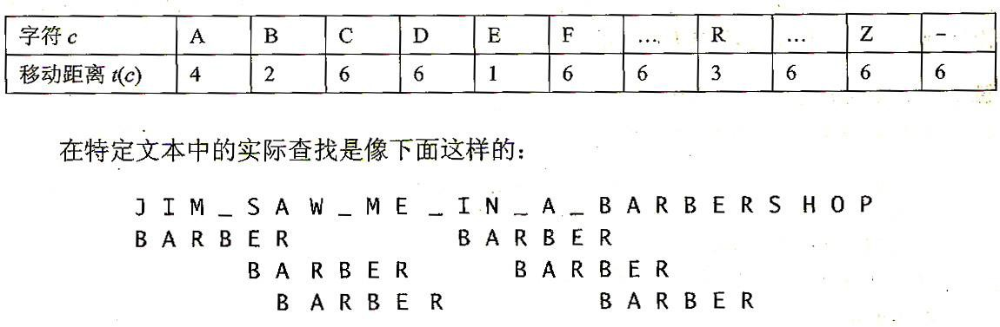 字符 c A B C D E F … R … Z –
移动距离 t(c) 4 2 6 6 1 6 6 3 6 6 6
在特定文本中的实际查找是像下面这样的：
J I M _ S A W _ M E _ I N _ A _ B A R B E R S H O P
B A R B E R B A R B E R
B A R B E R B A R B E R
B A R B E R B A R B E R